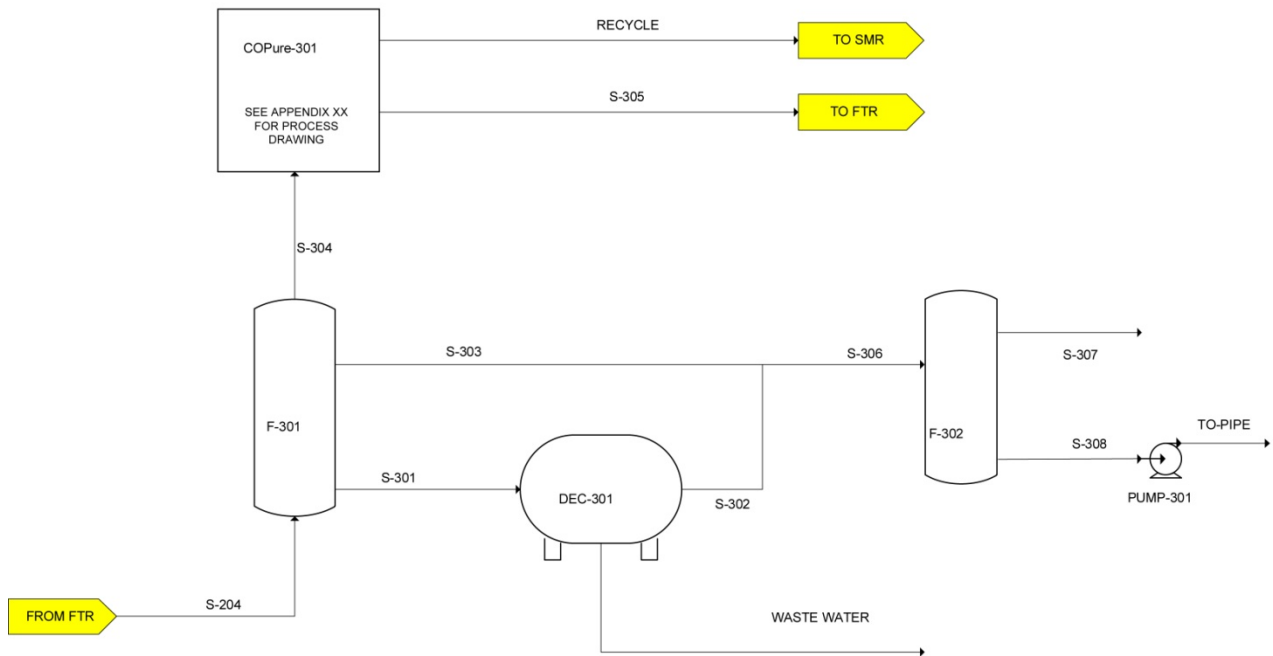 RECYCLE
TO SMR
COPure-301
S-305
TO FTR
SEE APPENDIX XX
FOR PROCESS
DRAWING
S-304
S-303
S-306
S-307
F-301
F-302
TO-PIPE
S-308
S-301
DEC-301
S-302
PUMP-301
S-204
FROM FTR
WASTE WATER